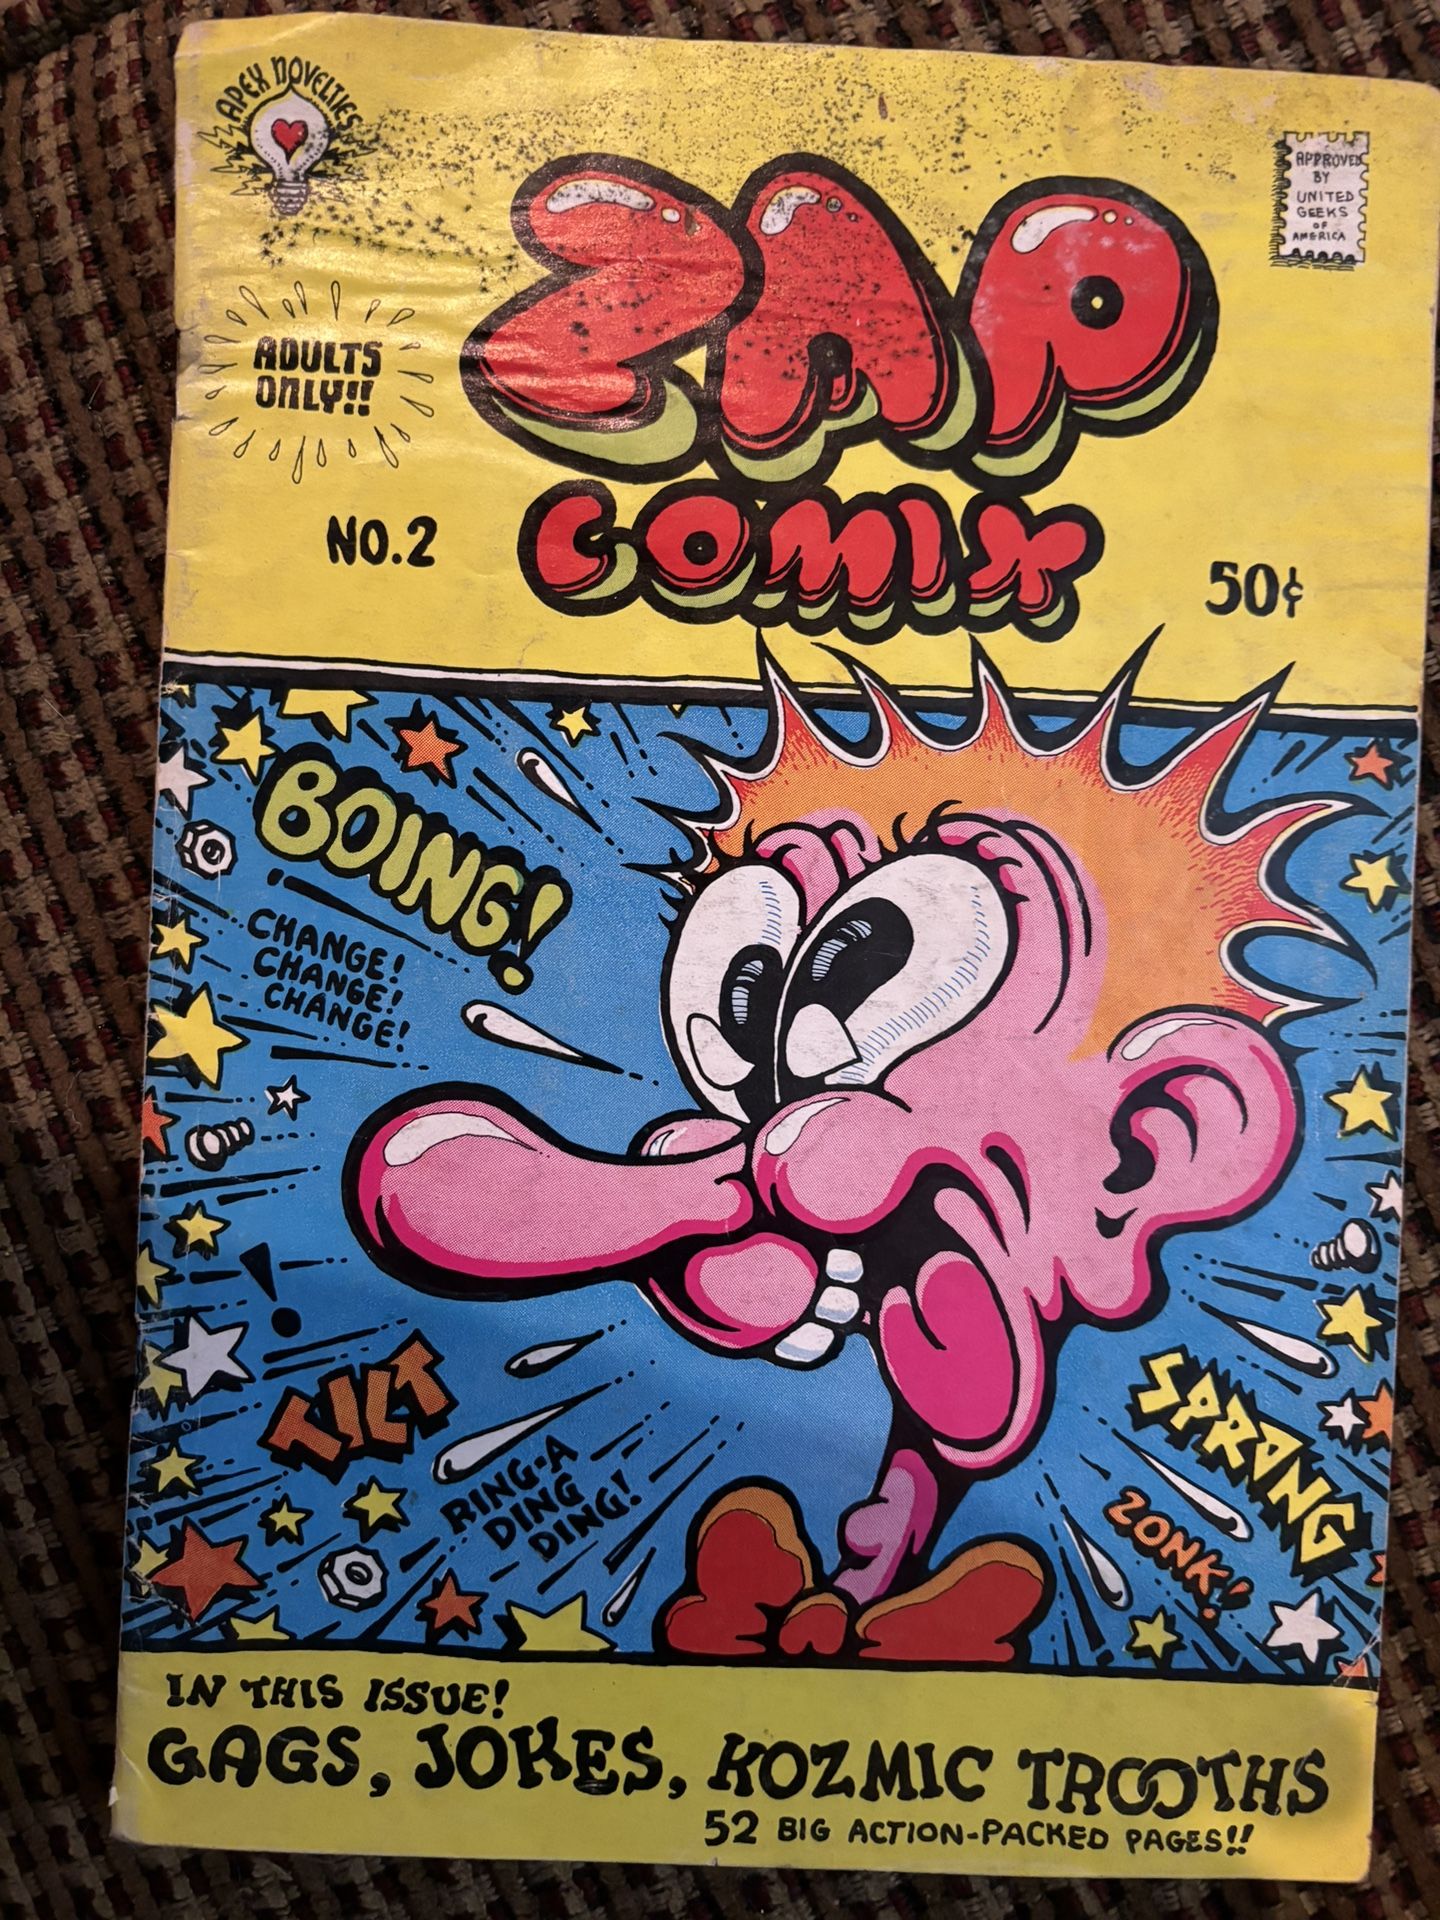 APEX NOVELTIES
APPROVED
BY
UNITED
GEEKS
OF
AMERICA
ZAP
COMIX
ADULTS
ONLY!!
NO.2
50¢
BOING!
CHANGE!
CHANGE!
CHANGE!
!
TILT
RING-A
DING
DING!
SPRANG
ZONK!
IN THIS ISSUE!
GAGS, JOKES, KOZMIC TROOTHS
52 BIG ACTION-PACKED PAGES!!